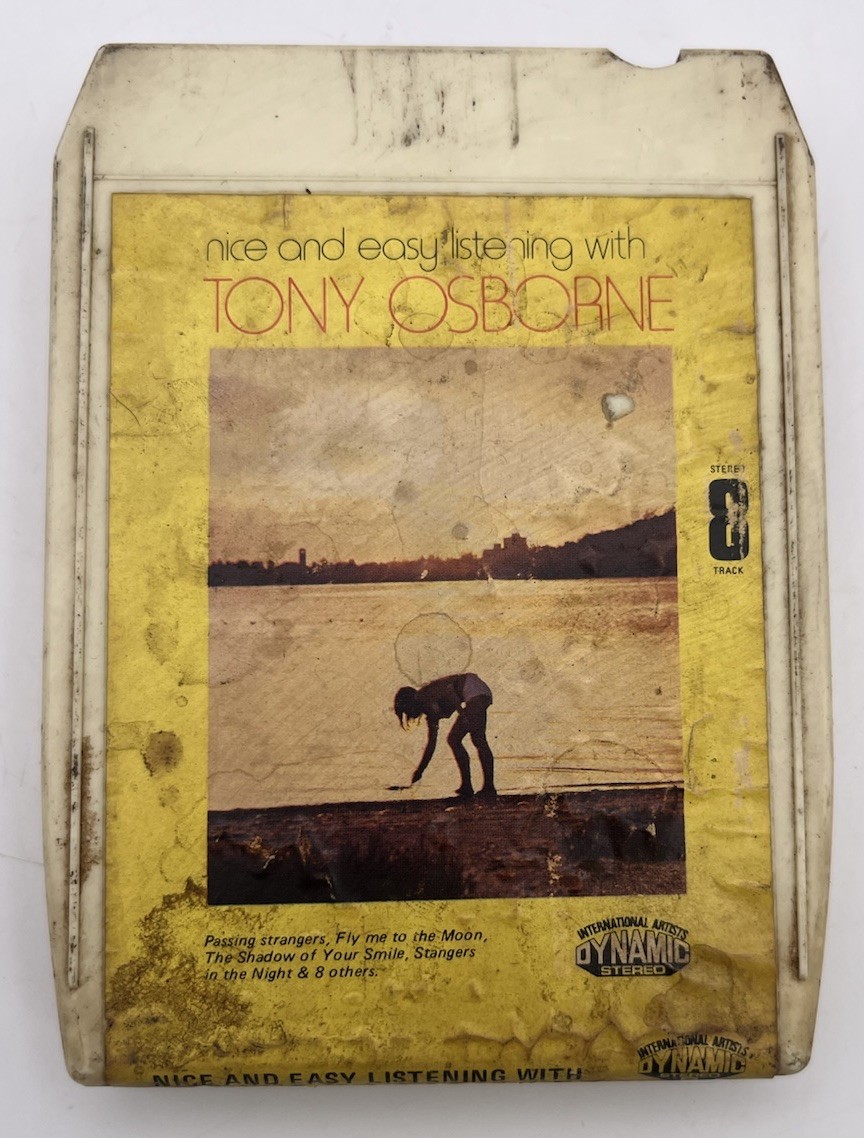 nice and easy listening with
TONY OSBORNE
STEREO
8
TRACK
Passing strangers, Fly me to the Moon,
The Shadow of Your Smile, Stangers
in the Night & 8 others.
INTERNATIONAL ARTISTS
DYNAMIC
STEREO
INTERNATIONAL ARTISTS
DYNAMIC
STEREO
NICE AND EASY LISTENING WITH